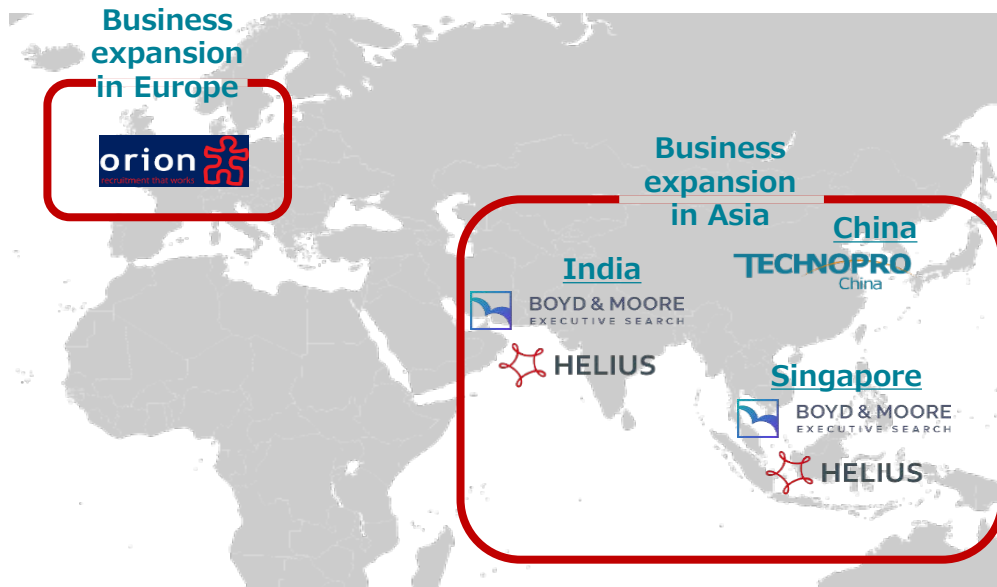 Business
expansion
in Europe
orion
recruitment that works
Business
expansion
in Asia
China
TECHNOPRO
China
India
BOYD & MOORE
EXECUTIVE SEARCH
HELIUS
Singapore
BOYD & MOORE
EXECUTIVE SEARCH
HELIUS